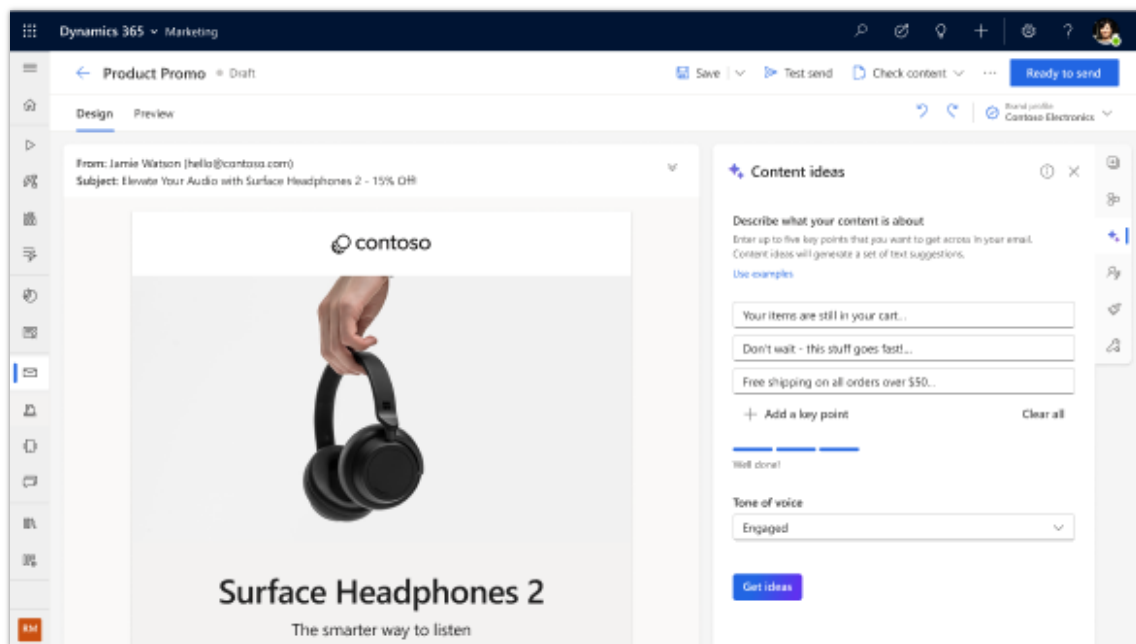 Dynamics 365 Marketing
?
Product Promo Draft
Save Test send Check content ... Ready to send
Design Preview
Brand profile
Contoso Electronics
From: Jamie Watson (hello@contoso.com)
Subject: Elevate Your Audio with Surface Headphones 2 - 15% Off!
contoso
Surface Headphones 2
The smarter way to listen
Content ideas
Describe what your content is about
Enter up to five key points that you want to get across in your email.
Content ideas will generate a set of text suggestions.
Use examples
Your items are still in your cart...
Don't wait - this stuff goes fast!...
Free shipping on all orders over $50...
+ Add a key point Clear all
Well done!
Tone of voice
Engaged
Get ideas
RM